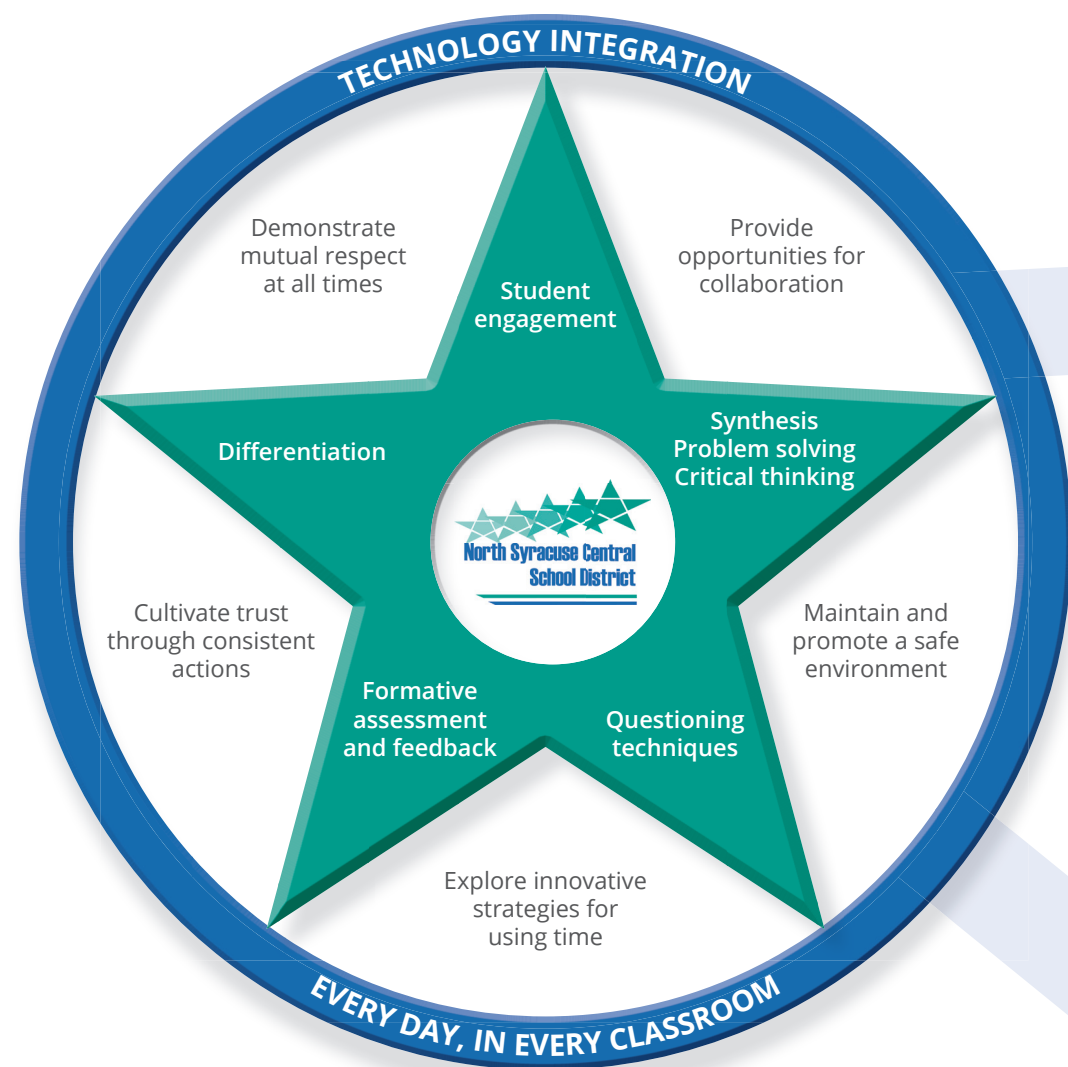 TECHNOLOGY INTEGRATION
Demonstrate
mutual respect
at all times
Provide
opportunities for
collaboration
Student
engagement
Differentiation
Synthesis
Problem solving
Critical thinking
North Syracuse Central
School District
Cultivate trust
through consistent
actions
Maintain and
promote a safe
environment
Formative
assessment
and feedback
Questioning
techniques
Explore innovative
strategies for
using time
EVERY DAY, IN EVERY CLASSROOM